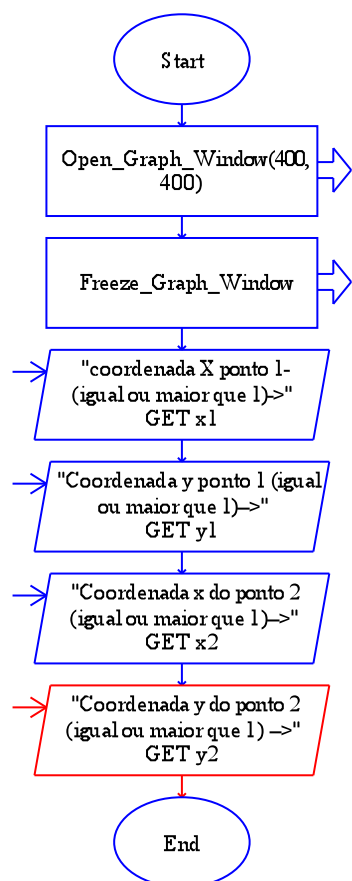 Start
Open_Graph_Window(400,
400)
Freeze_Graph_Window
"coordenada X ponto 1-
(igual ou maior que 1)->"
GET x1
"Coordenada y ponto 1 (igual
ou maior que 1)-->"
GET y1
"Coordenada x do ponto 2
(igual ou maior que 1)-->"
GET x2
"Coordenada y do ponto 2
(igual ou maior que 1) -->"
GET y2
End